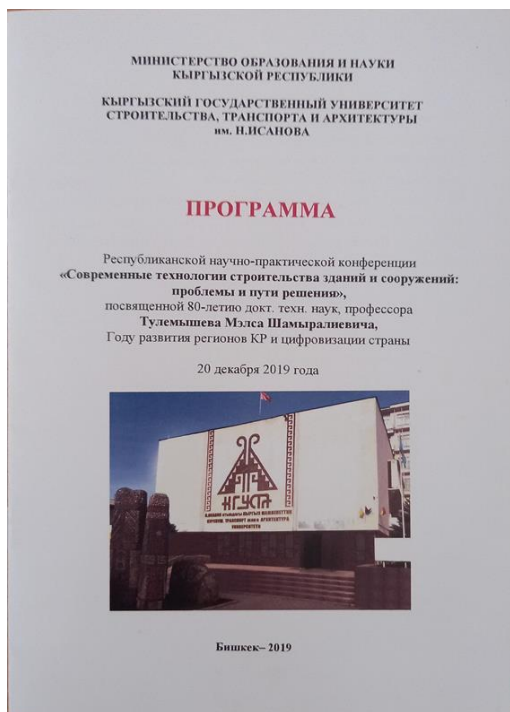 МИНИСТЕРСТВО ОБРАЗОВАНИЯ И НАУКИ
КЫРГЫЗСКОЙ РЕСПУБЛИКИ
КЫРГЫЗСКИЙ ГОСУДАРСТВЕННЫЙ УНИВЕРСИТЕТ
СТРОИТЕЛЬСТВА, ТРАНСПОРТА И АРХИТЕКТУРЫ
им. Н.ИСАНОВА
ПРОГРАММА
Республиканской научно-практической конференции
«Современные технологии строительства зданий и сооружений:
проблемы и пути решения»,
посвященной 80-летию докт. техн. наук, профессора
Тулемышева Мэлса Шамыралиевича,
Году развития регионов КР и цифровизации страны
20 декабря 2019 года
КГУСТА
УНИВЕРСИТЕТИ
Бишкек– 2019